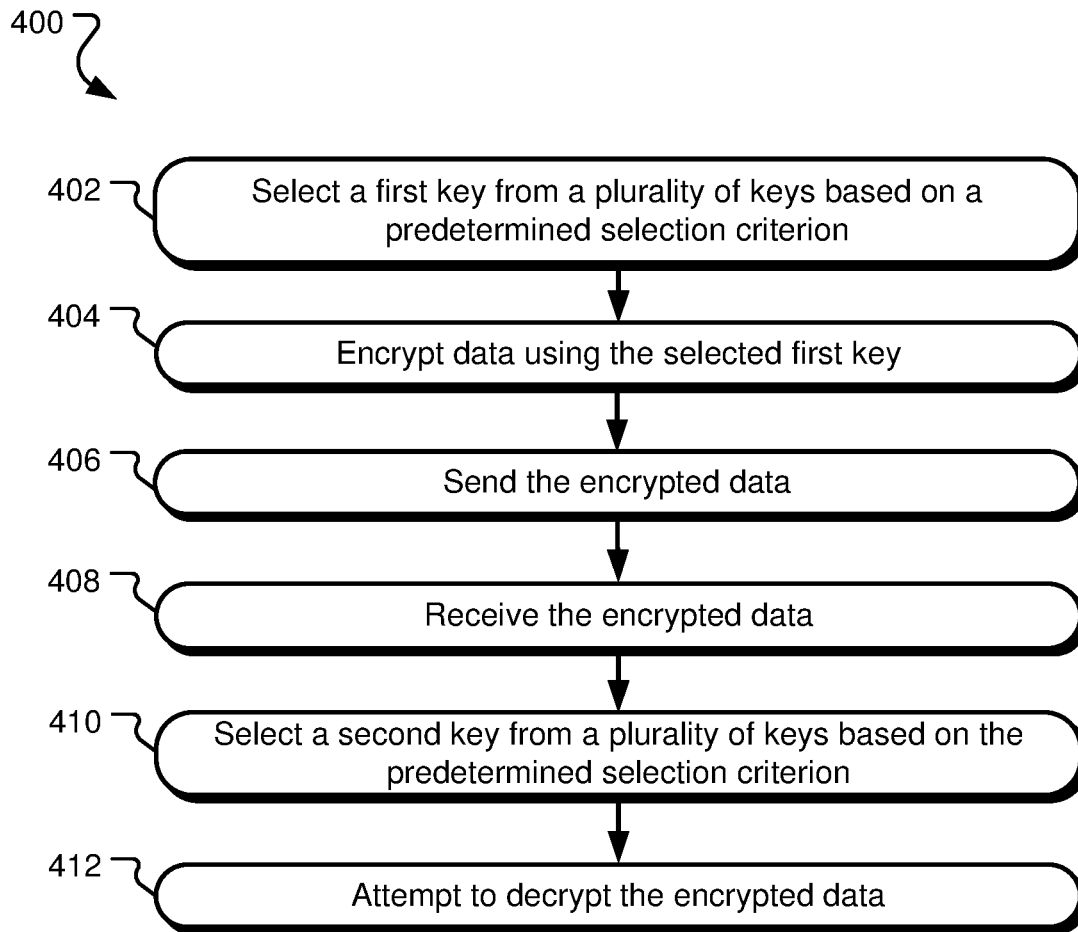 400
402
Select a first key from a plurality of keys based on a
predetermined selection criterion
404
Encrypt data using the selected first key
406
Send the encrypted data
408
Receive the encrypted data
410
Select a second key from a plurality of keys based on the
predetermined selection criterion
412
Attempt to decrypt the encrypted data